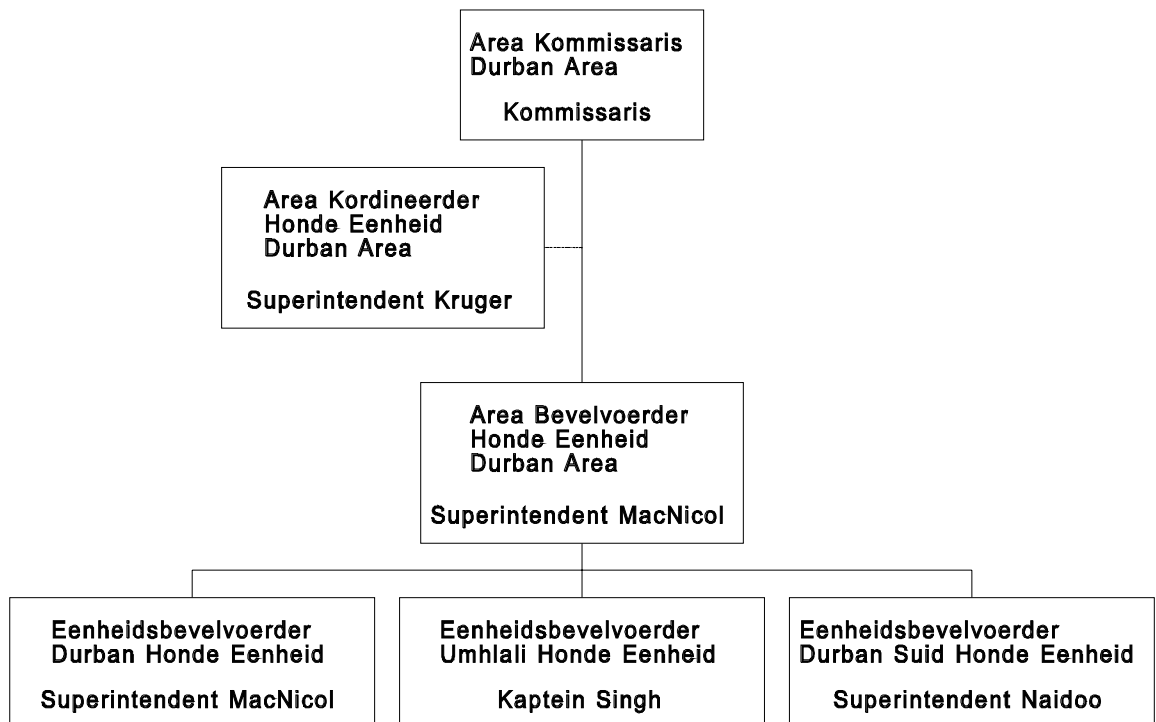 Area Kommissaris
Durban Area
Kommissaris
Area Kordineerder
Honde Eenheid
Durban Area
Superintendent Kruger
Area Bevelvoerder
Honde Eenheid
Durban Area
Superintendent MacNicol
Eenheidsbevelvoerder
Durban Honde Eenheid
Superintendent MacNicol
Eenheidsbevelvoerder
Umhlali Honde Eenheid
Kaptein Singh
Eenheidsbevelvoerder
Durban Suid Honde Eenheid
Superintendent Naidoo